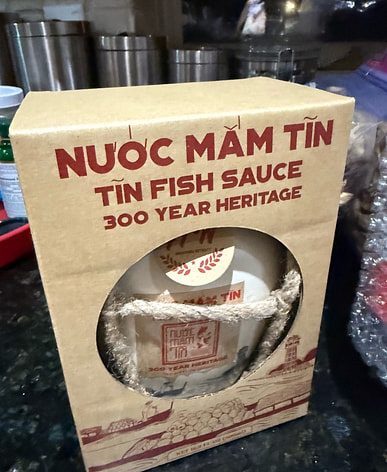 NƯỚC MẮM TĨN
TĨN FISH SAUCE
300 YEAR HERITAGE
MẮM TĨN
NƯỚC
MẮM
TĨN
300 YEAR HERITAGE